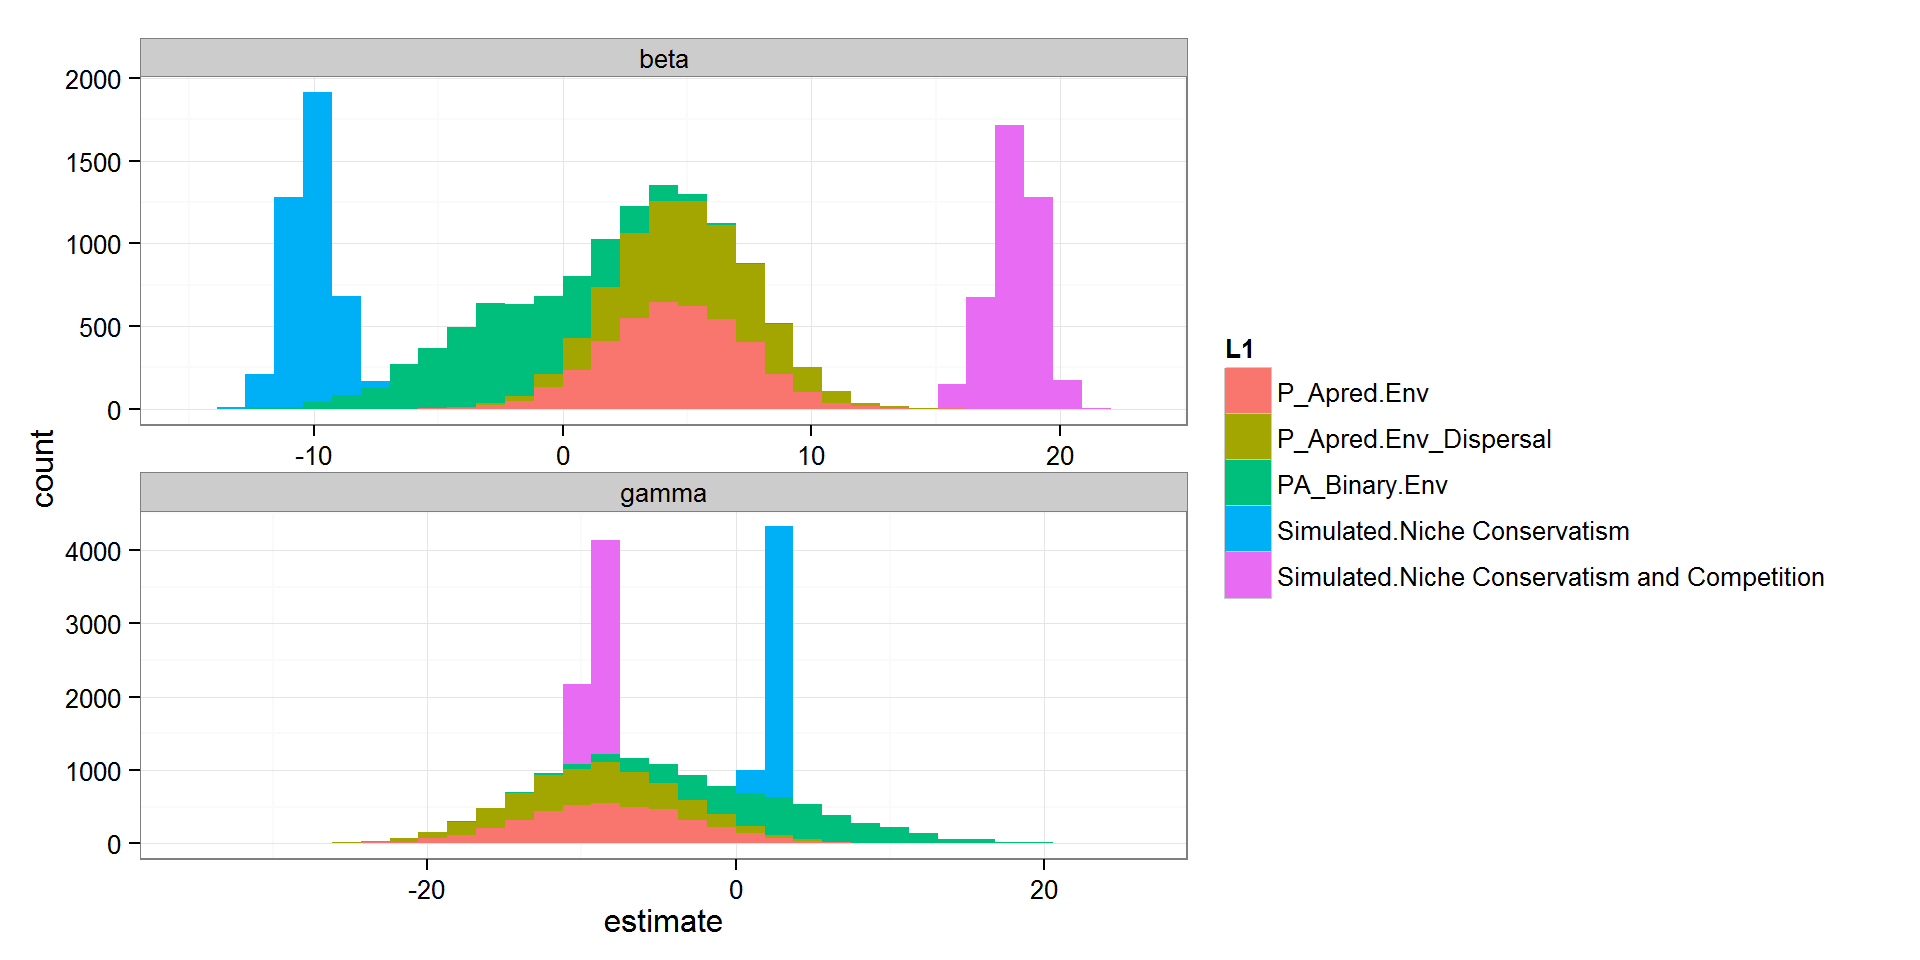 beta
2000
1500
1000
500
0
-10 0 10 20
count
gamma
4000
3000
2000
1000
0
-20 0 20
estimate
L1
P_Apred.Env
P_Apred.Env_Dispersal
PA_Binary.Env
Simulated.Niche Conservatism
Simulated.Niche Conservatism and Competition